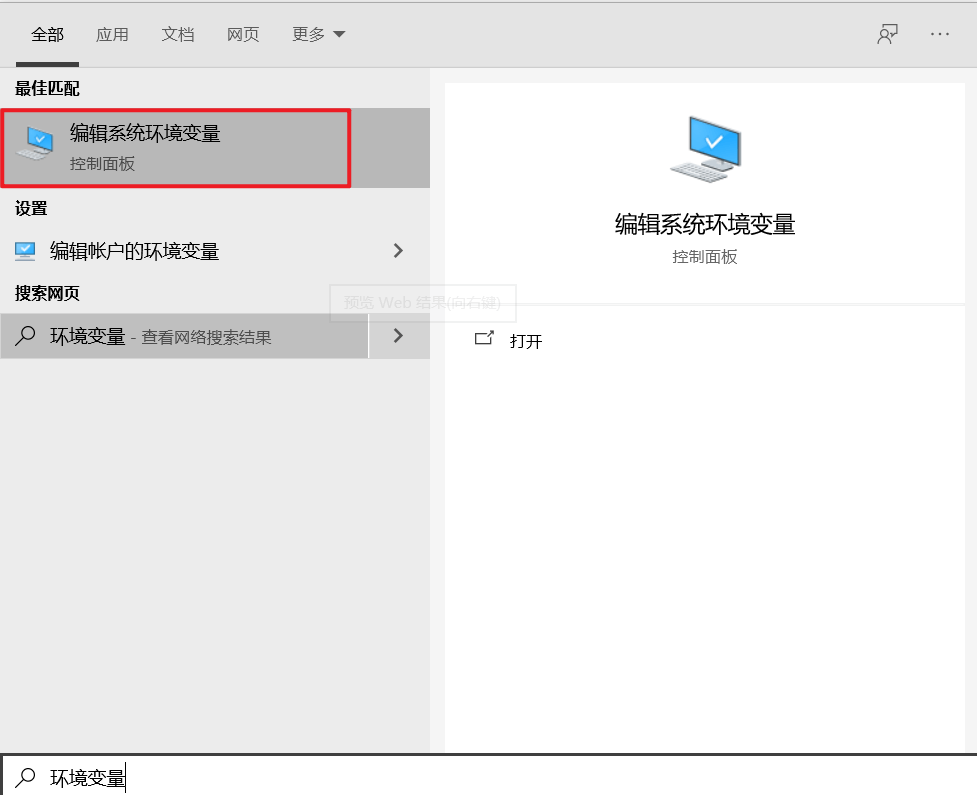 全部 应用 文档 网页 更多
最佳匹配
编辑系统环境变量
控制面板
设置
编辑帐户的环境变量
搜索网页
环境变量 - 查看网络搜索结果
预览 Web 结果(向右键)
编辑系统环境变量
控制面板
打开
环境变量